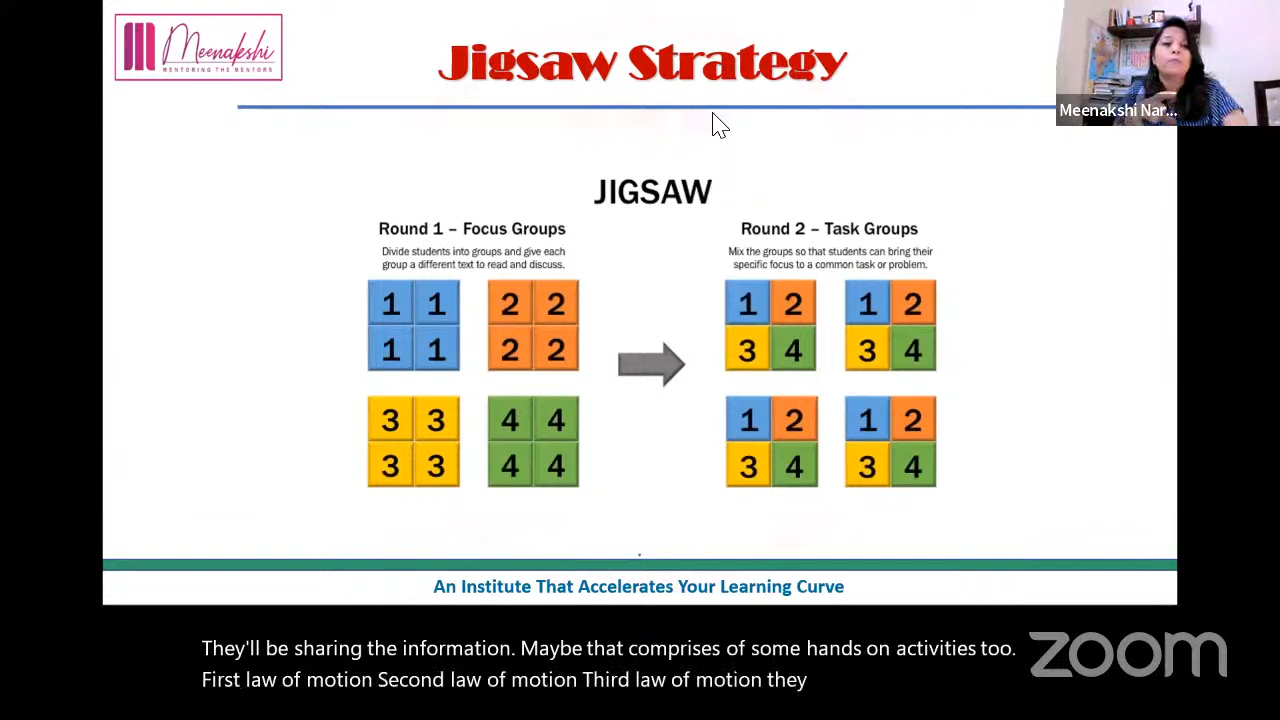 Meenakshi
MENTORING THE MENTORS
Jigsaw Strategy
Meenakshi Nar...
JIGSAW
Round 1 – Focus Groups
Divide students into groups and give each
group a different text to read and discuss.
1 1 2 2
1 1 2 2
3 3 4 4
3 3 4 4
Round 2 – Task Groups
Mix the groups so that students can bring their
specific focus to a common task or problem.
1 2 1 2
3 4 3 4
1 2 1 2
3 4 3 4
An Institute That Accelerates Your Learning Curve
They'll be sharing the information. Maybe that comprises of some hands on activities too.
First law of motion Second law of motion Third law of motion they
zoom